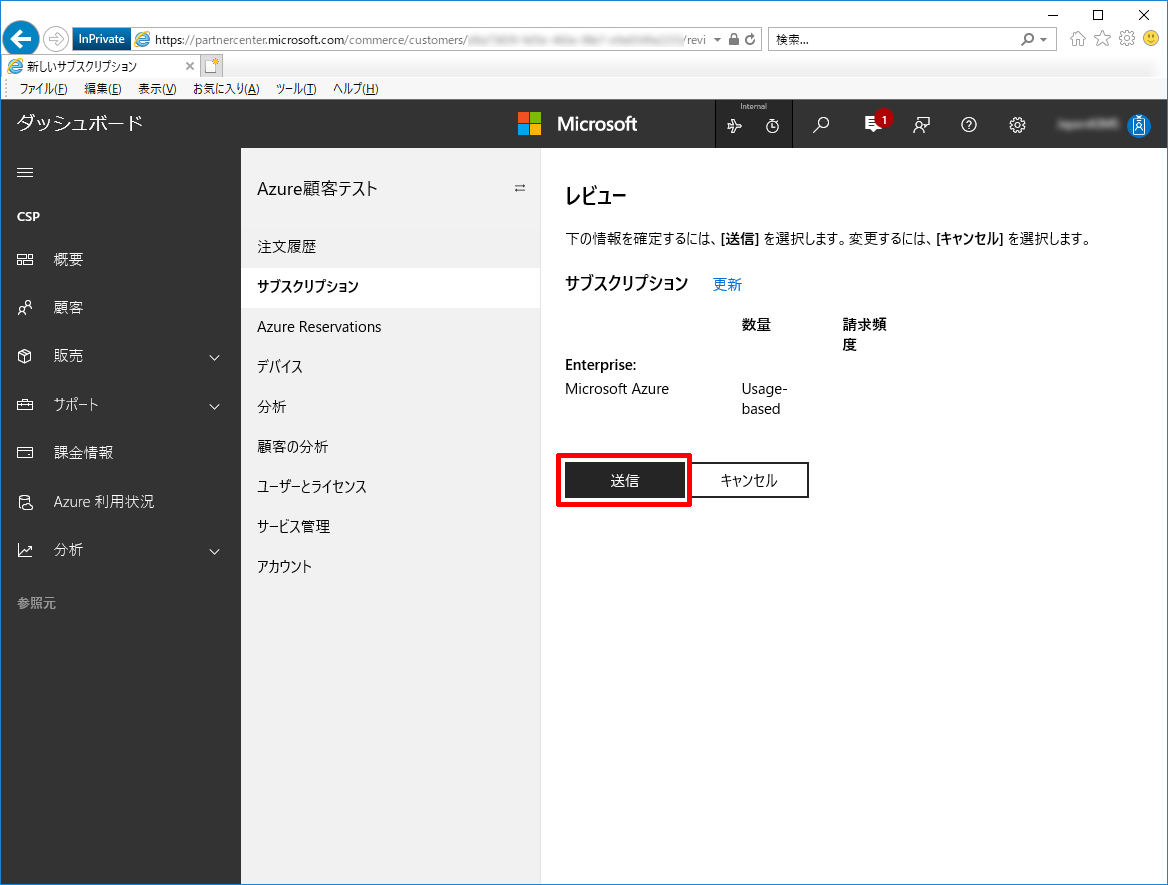 InPrivate
https://partnercenter.microsoft.com/commerce/customers/
/revi
検索...
新しいサブスクリプション
ファイル(F) 編集(E) 表示(V) お気に入り(A) ツール(T) ヘルプ(H)
ダッシュボード
Microsoft
Internal
1
CSP
概要
顧客
販売
サポート
課金情報
Azure 利用状況
分析
参照元
Azure顧客テスト
注文履歴
サブスクリプション
Azure Reservations
デバイス
分析
顧客の分析
ユーザーとライセンス
サービス管理
アカウント
レビュー
下の情報を確定するには、[送信] を選択します。変更するには、[キャンセル] を選択します。
サブスクリプション 更新
数量 請求頻
度
Enterprise:
Microsoft Azure Usage-
based
送信 キャンセル